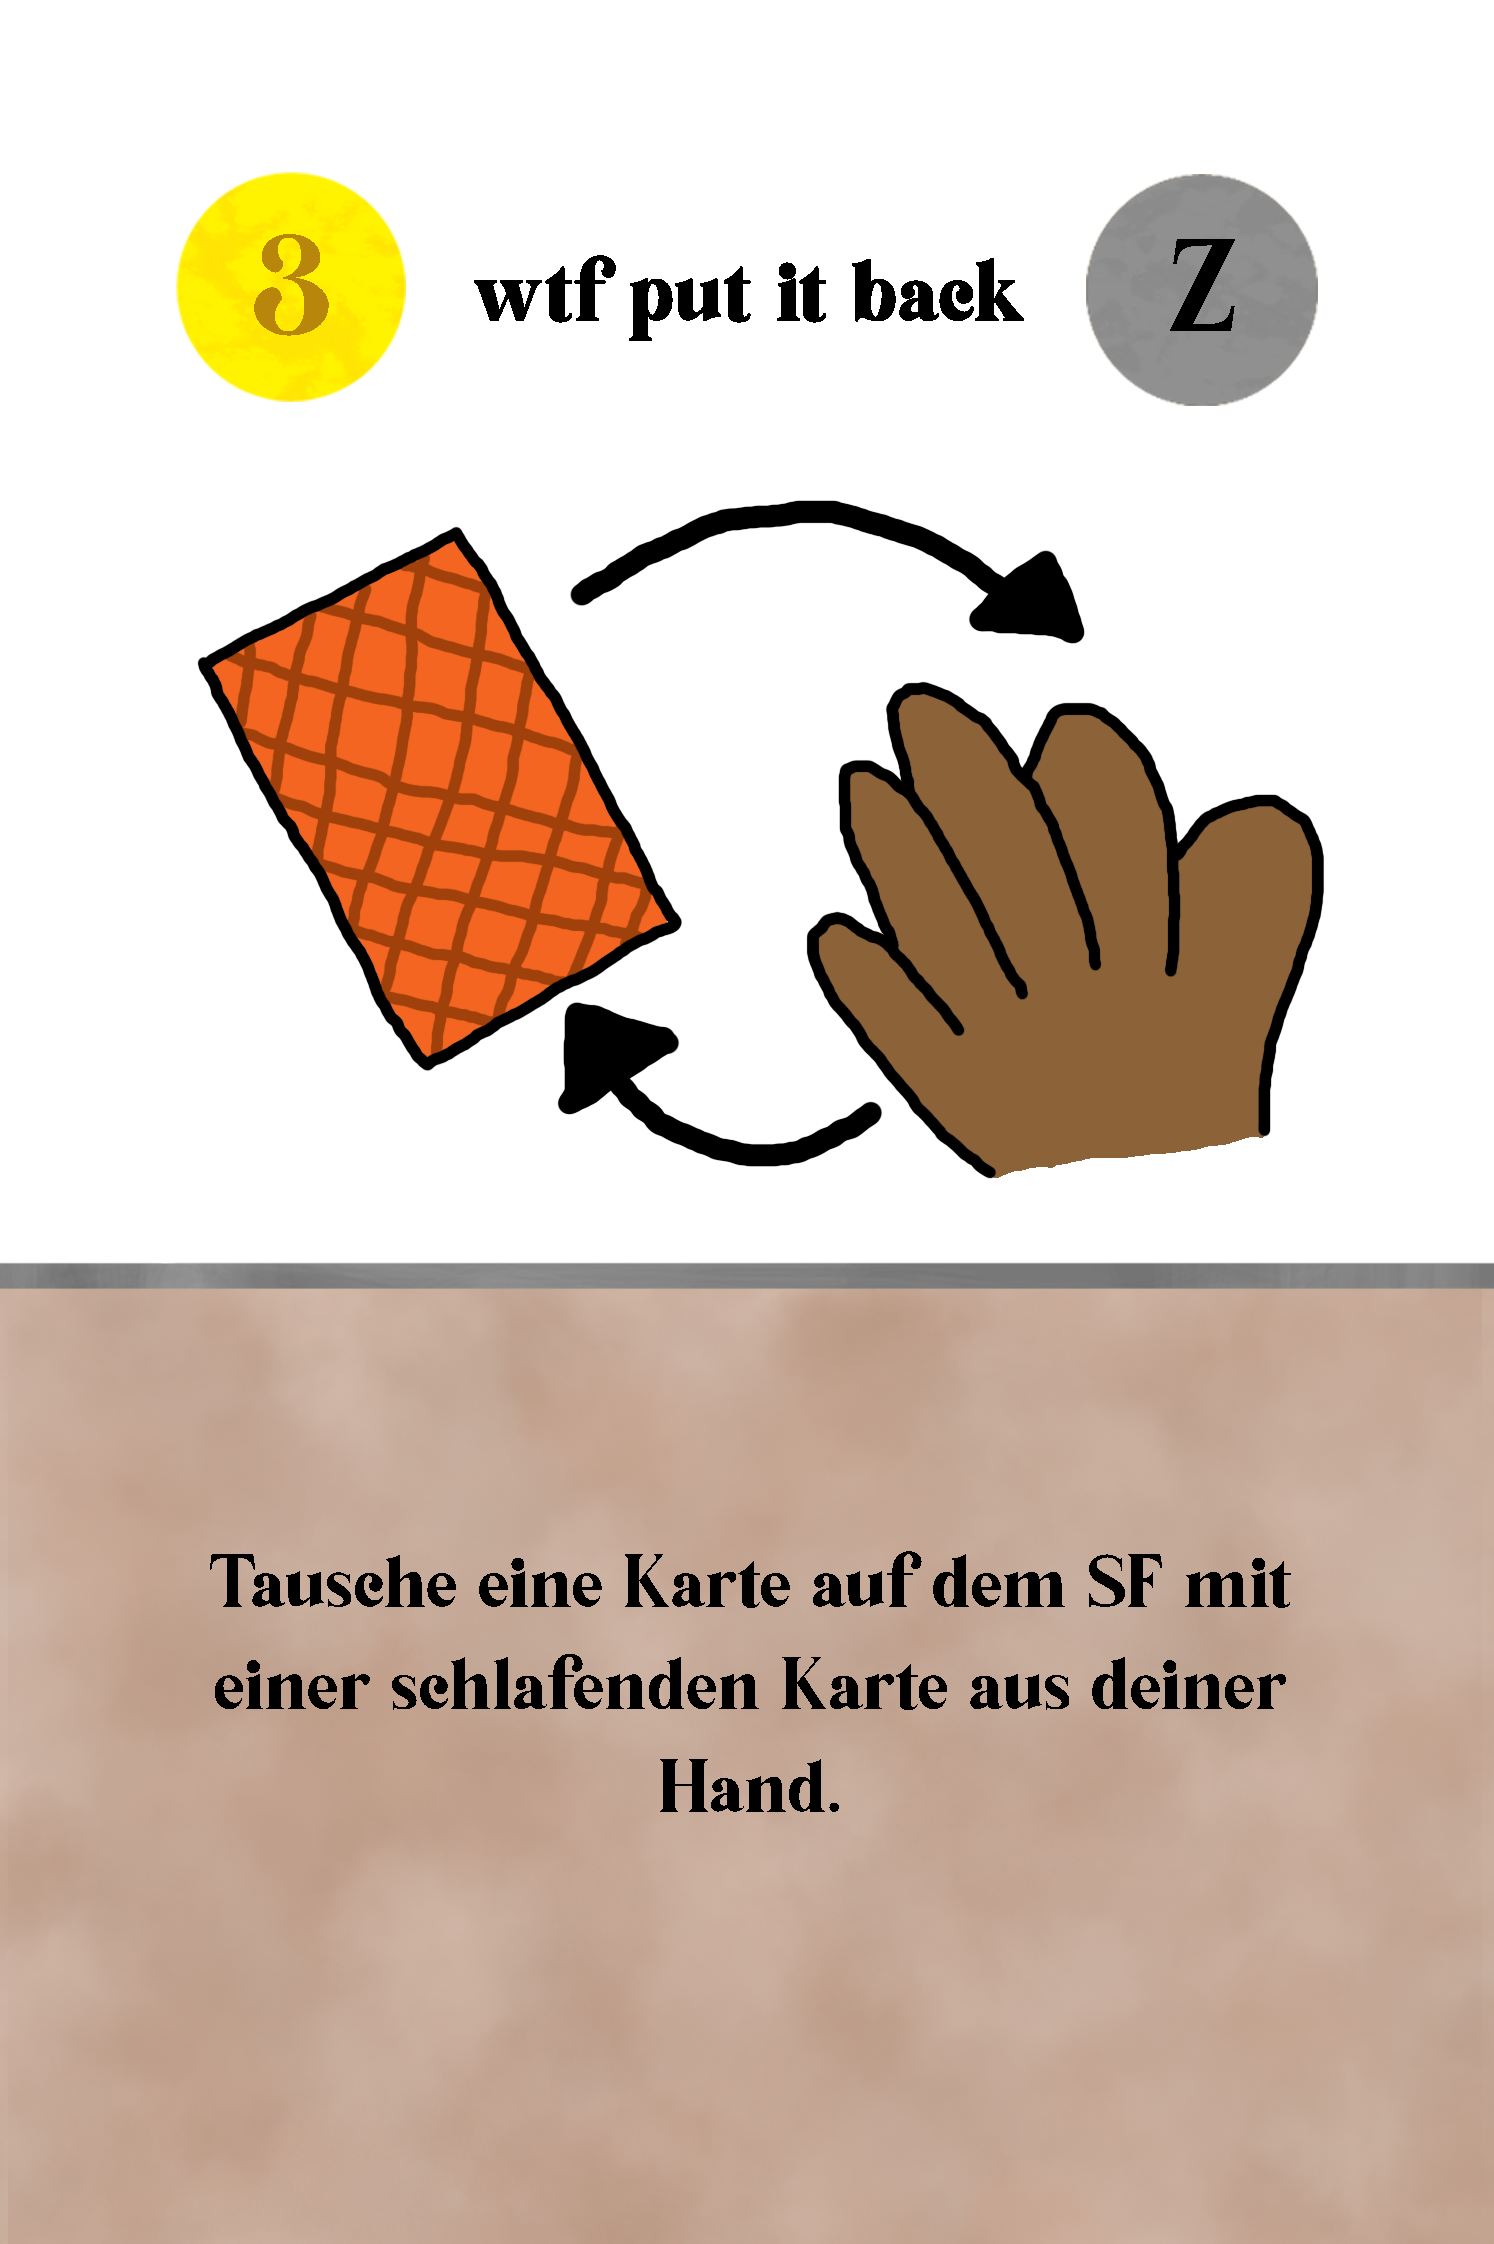 3 wtf put it back Z
Tausche eine Karte auf dem SF mit
einer schlafenden Karte aus deiner
Hand.